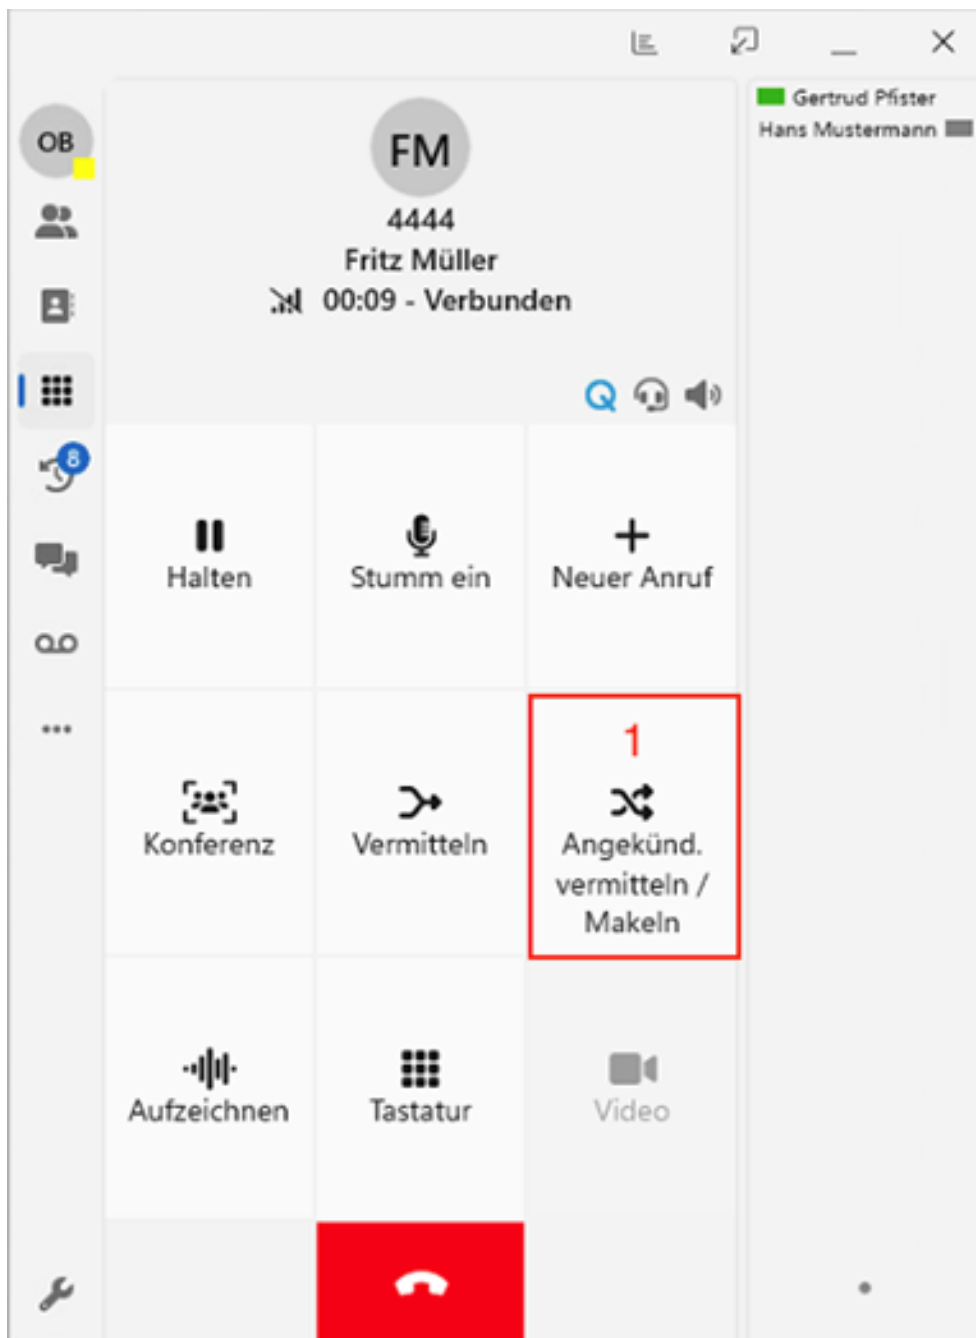 Gertrud Pfister
Hans Mustermann
OB
FM
4444
Fritz Müller
00:09 - Verbunden
8
Halten
Stumm ein
Neuer Anruf
1
Konferenz
Vermitteln
Angekünd.
vermitteln /
Makeln
Aufzeichnen
Tastatur
Video